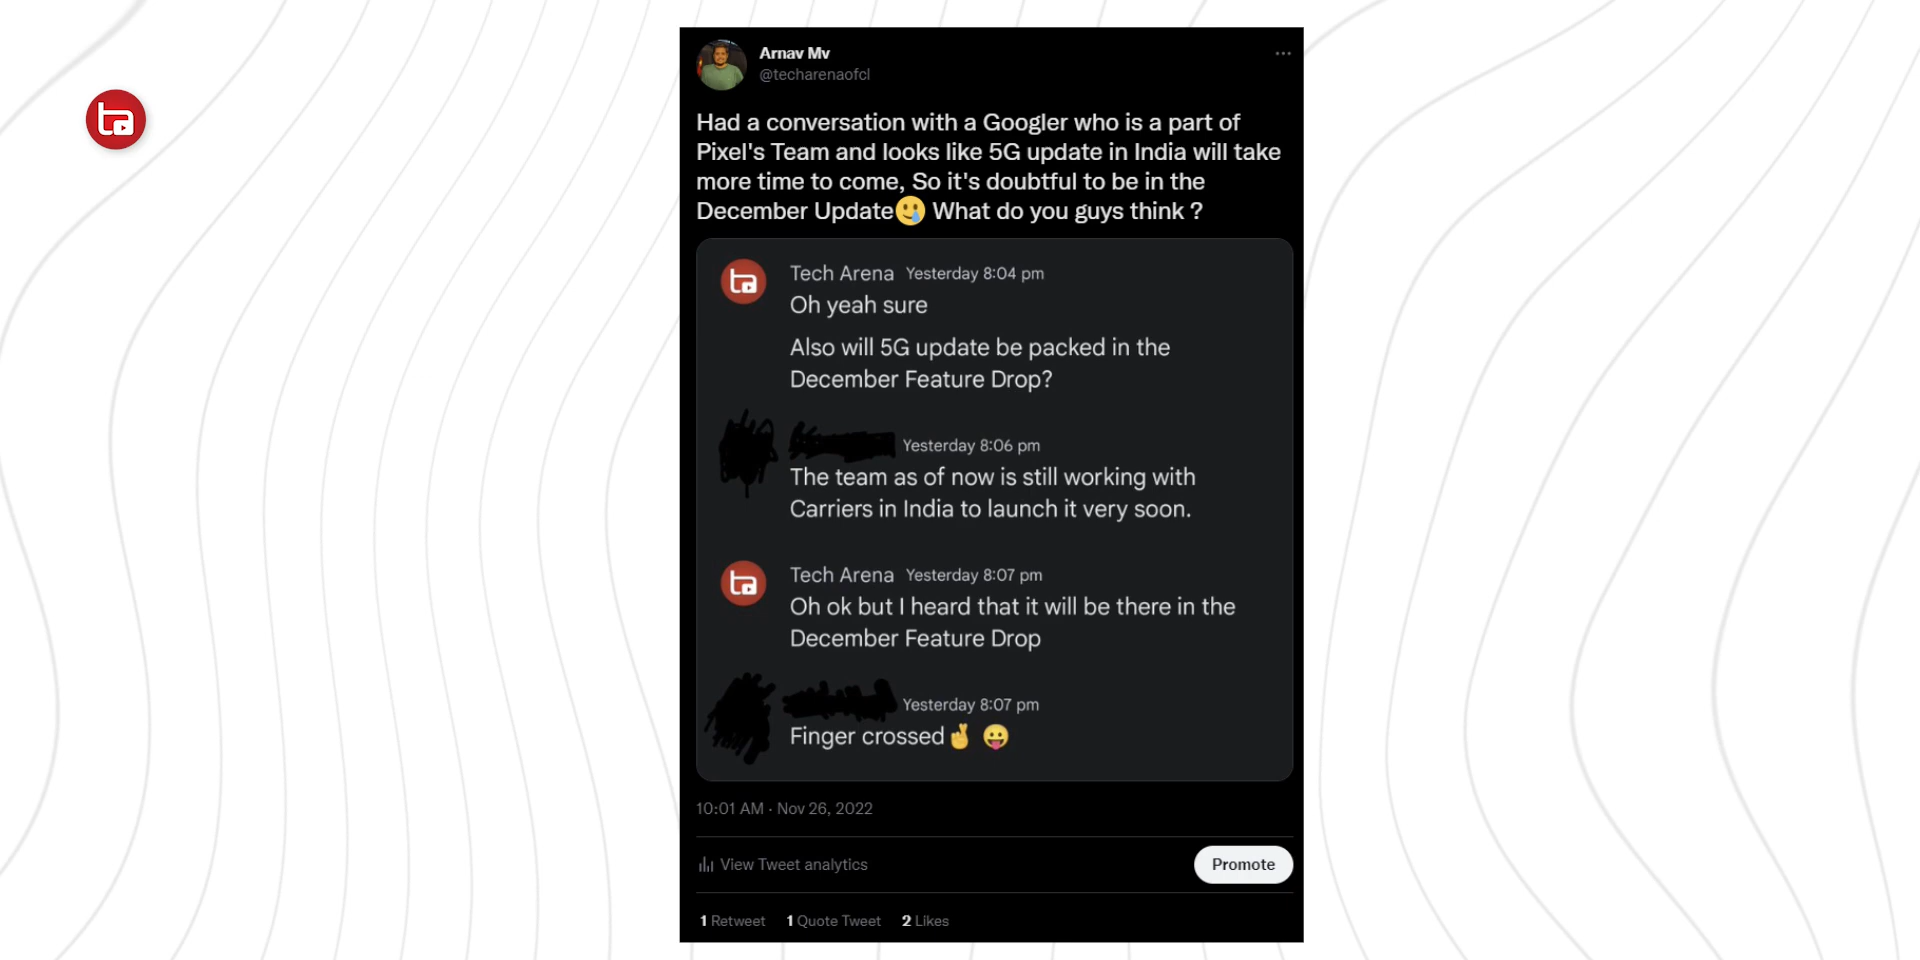 ta
Arnav Mv
@techarenaofcl
Had a conversation with a Googler who is a part of
Pixel's Team and looks like 5G update in India will take
more time to come, So it's doubtful to be in the
December Update🥲 What do you guys think ?
ta
Tech Arena Yesterday 8:04 pm
Oh yeah sure
Also will 5G update be packed in the
December Feature Drop?
Yesterday 8:06 pm
The team as of now is still working with
Carriers in India to launch it very soon.
ta
Tech Arena Yesterday 8:07 pm
Oh ok but I heard that it will be there in the
December Feature Drop
Yesterday 8:07 pm
Finger crossed🤞 😛
10:01 AM · Nov 26, 2022
View Tweet analytics
Promote
1 Retweet 1 Quote Tweet 2 Likes